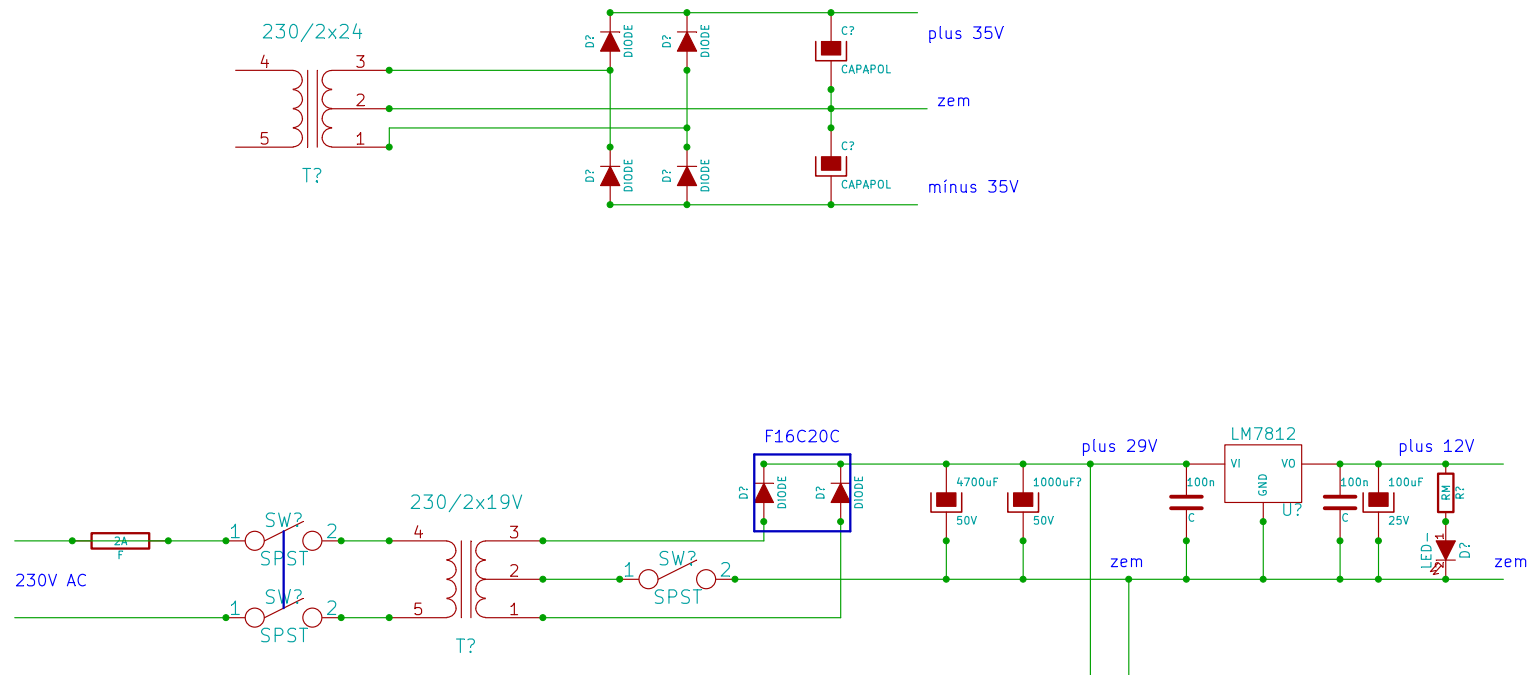 230/2x24
4
3
2
5
1
T?
D?
DIODE
D?
DIODE
C?
CAPAPOL
plus 35V
zem
D?
DIODE
D?
DIODE
C?
CAPAPOL
mínus 35V
F16C20C
D?
DIODE
D?
DIODE
230/2x19V
4
3
2
5
1
T?
2A
F
230V AC
SW?
1
2
SPST
SW?
1
2
SPST
SW?
1
2
SPST
4700uF
50V
1000uF?
50V
plus 29V
zem
100n
C
LM7812
VI
VO
GND
U?
100n
C
100uF
25V
plus 12V
RM
R?
LED-
1
2
D?
zem